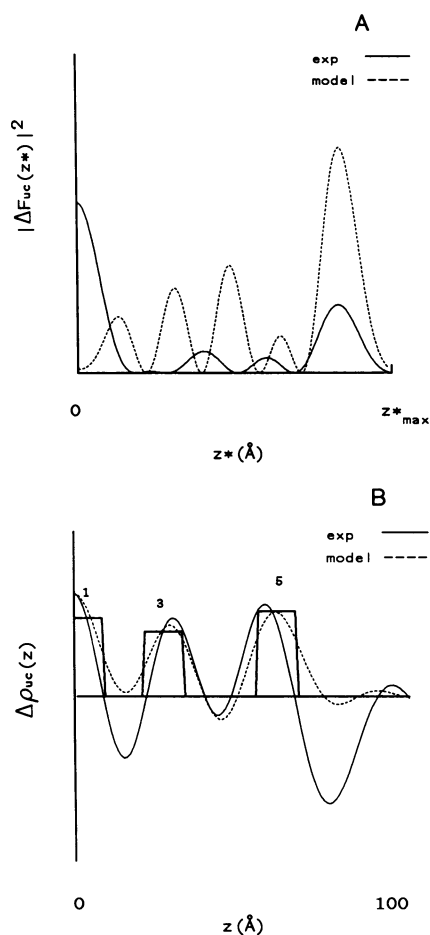 A
exp
model
|ΔFuc(z*)|²
0
z*max
z*(Å)
B
exp
model
1
3
5
Δρuc(z)
0
100
z(Å)